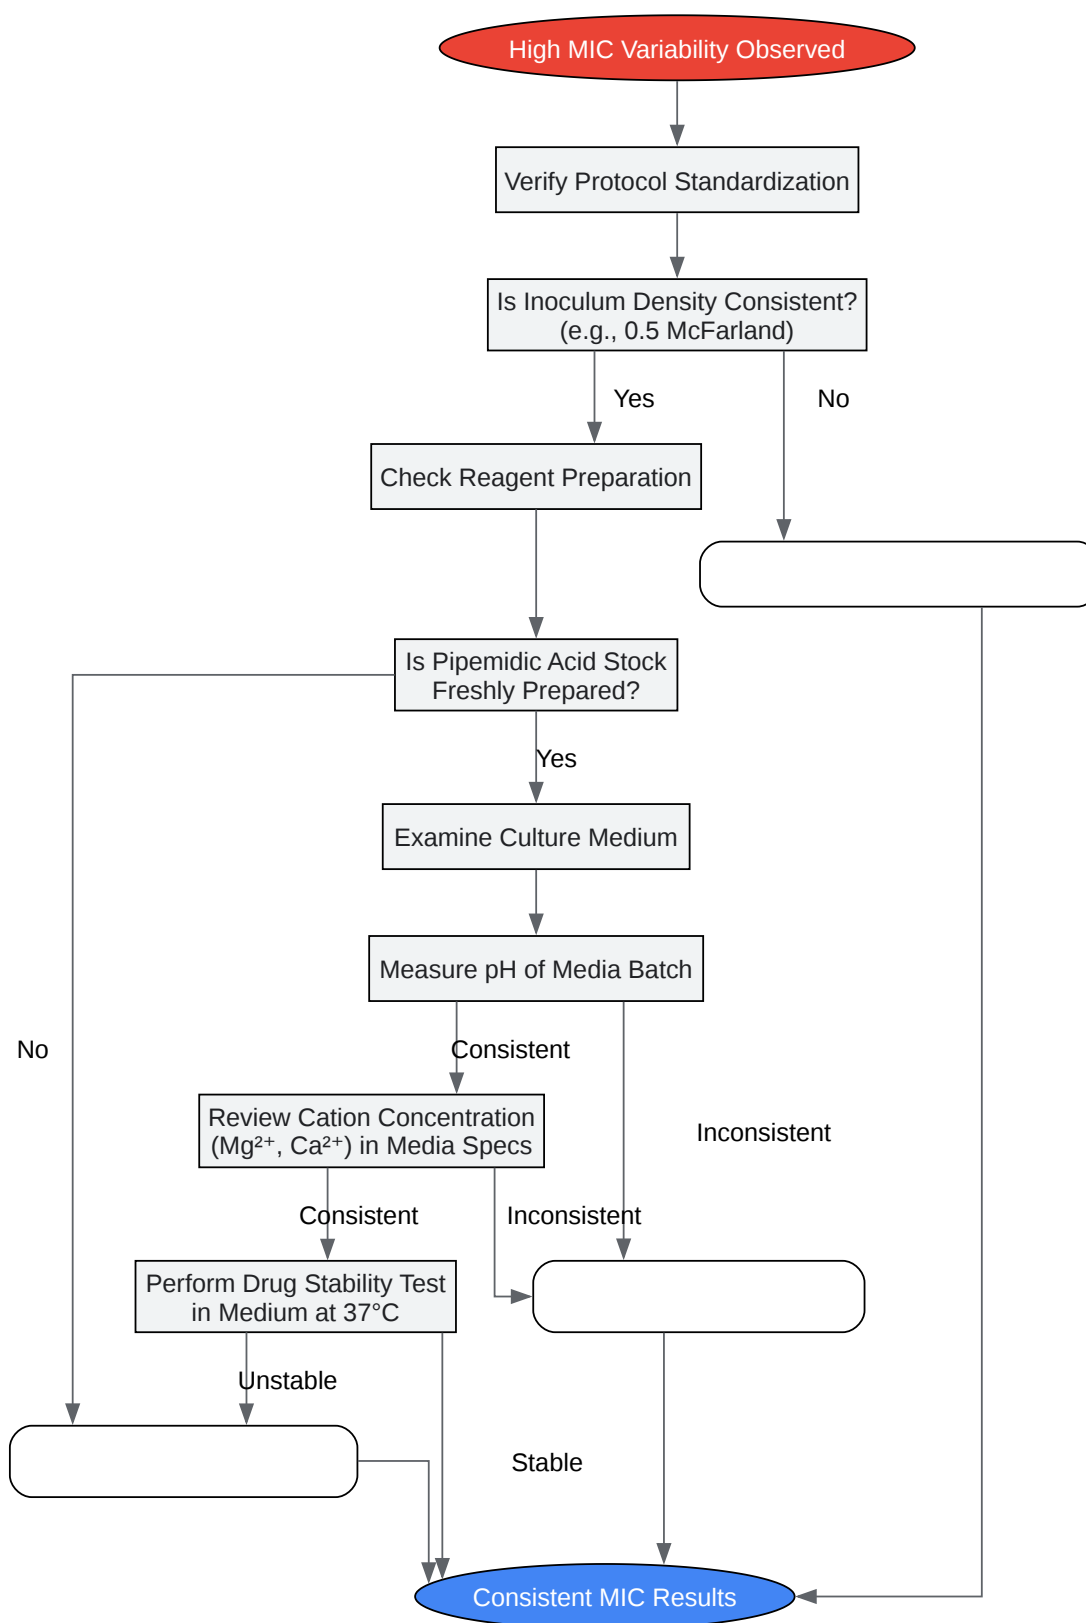 High MIC Variability Observed
Verify Protocol Standardization
Is Inoculum Density Consistent?
(e.g., 0.5 McFarland)
Yes
No
Check Reagent Preparation
Is Pipemidic Acid Stock
Freshly Prepared?
Yes
Examine Culture Medium
Measure pH of Media Batch
No
Consistent
Review Cation Concentration
(Mg²⁺, Ca²⁺) in Media Specs
Inconsistent
Consistent
Inconsistent
Perform Drug Stability Test
in Medium at 37°C
Unstable
Stable
Consistent MIC Results